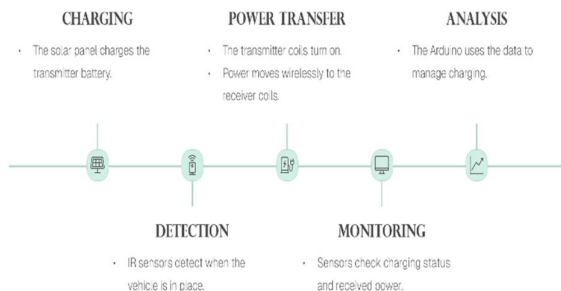 CHARGING
· The solar panel charges the
transmitter battery.
POWER TRANSFER
· The transmitter coils turn on.
· Power moves wirelessly to the
receiver coils.
ANALYSIS
· The Arduino uses the data to
manage charging.
DETECTION
· IR sensors detect when the
vehicle is in place.
MONITORING
· Sensors check charging status
and received power.